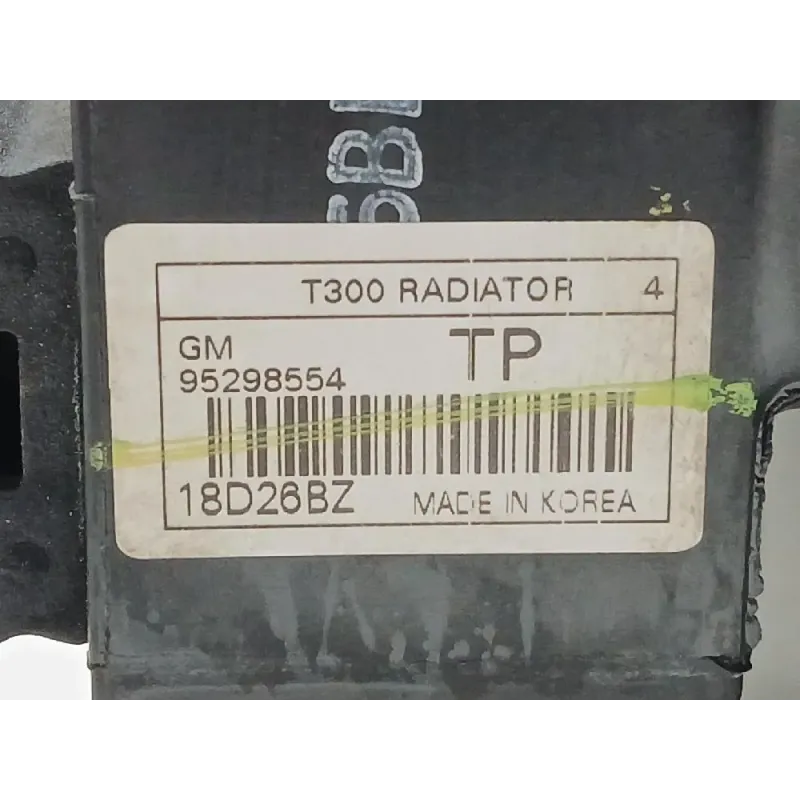 T300 RADIATOR 4
GM TP
95298554
18D26BZ MADE IN KOREA